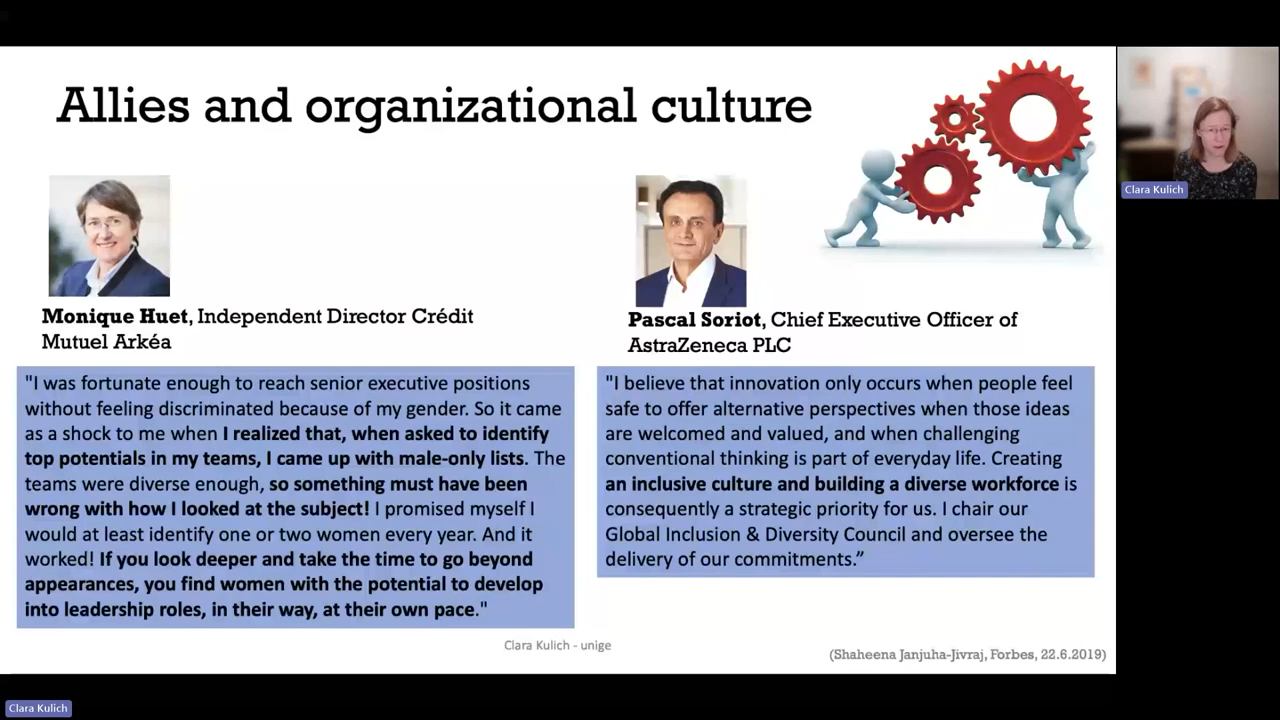 Allies and organizational culture
Clara Kulich
Monique Huet, Independent Director Crédit
Mutuel Arkéa
"I was fortunate enough to reach senior executive positions
without feeling discriminated because of my gender. So it came
as a shock to me when I realized that, when asked to identify
top potentials in my teams, I came up with male-only lists. The
teams were diverse enough, so something must have been
wrong with how I looked at the subject! I promised myself I
would at least identify one or two women every year. And it
worked! If you look deeper and take the time to go beyond
appearances, you find women with the potential to develop
into leadership roles, in their way, at their own pace."
Pascal Soriot, Chief Executive Officer of
AstraZeneca PLC
"I believe that innovation only occurs when people feel
safe to offer alternative perspectives when those ideas
are welcomed and valued, and when challenging
conventional thinking is part of everyday life. Creating
an inclusive culture and building a diverse workforce is
consequently a strategic priority for us. I chair our
Global Inclusion & Diversity Council and oversee the
delivery of our commitments.”
Clara Kulich - unige
(Shaheena Janjuha-Jivraj, Forbes, 22.6.2019)
Clara Kulich